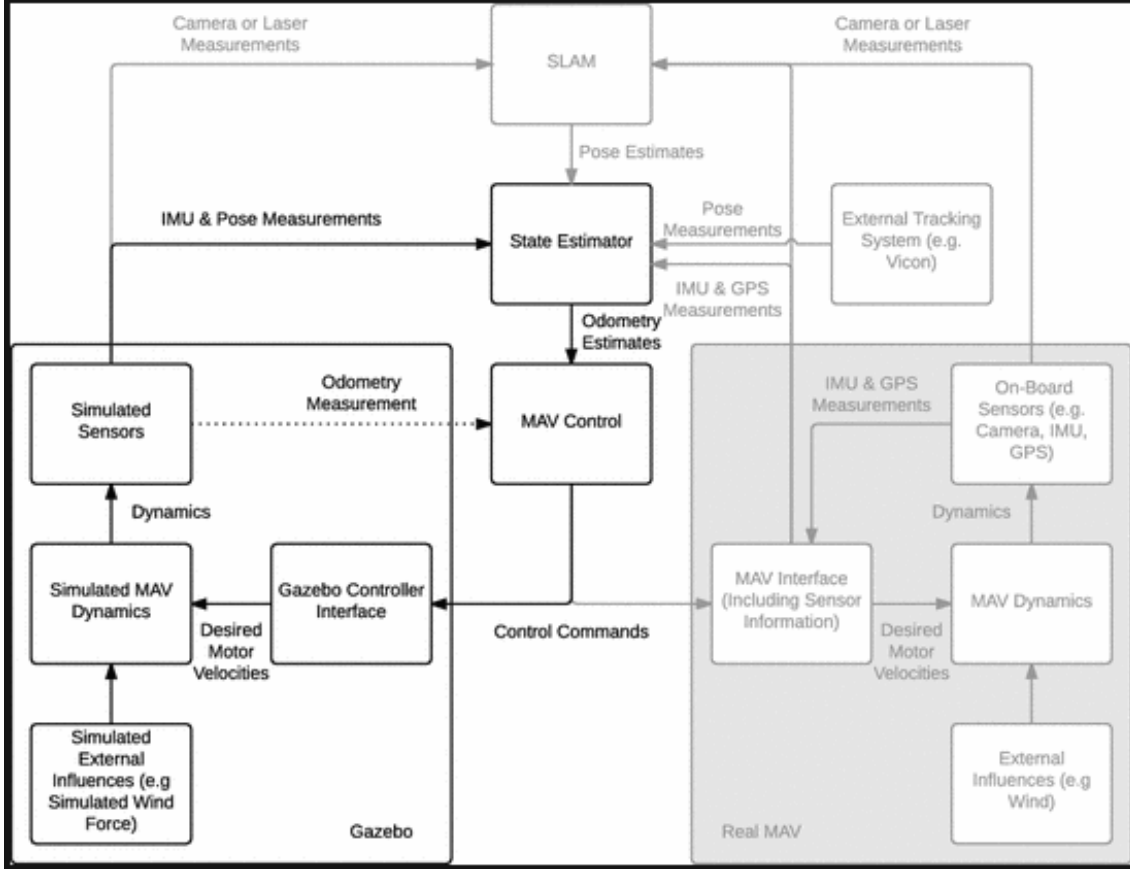 Camera or Laser
Measurements
SLAM
Camera or Laser
Measurements
Pose Estimates
IMU & Pose Measurements
State Estimator
Pose
Measurements
External Tracking
System (e.g.
Vicon)
IMU & GPS
Measurements
Odometry
Estimates
Simulated
Sensors
Odometry
Measurement
MAV Control
IMU & GPS
Measurements
On-Board
Sensors (e.g.
Camera, IMU,
GPS)
Dynamics
Dynamics
Simulated MAV
Dynamics
Gazebo Controller
Interface
MAV Interface
(Including Sensor
Information)
MAV Dynamics
Desired
Motor
Velocities
Control Commands
Desired
Motor
Velocities
Simulated
External
Influences (e.g
Simulated Wind
Force)
Gazebo
Real MAV
External
Influences (e.g
Wind)